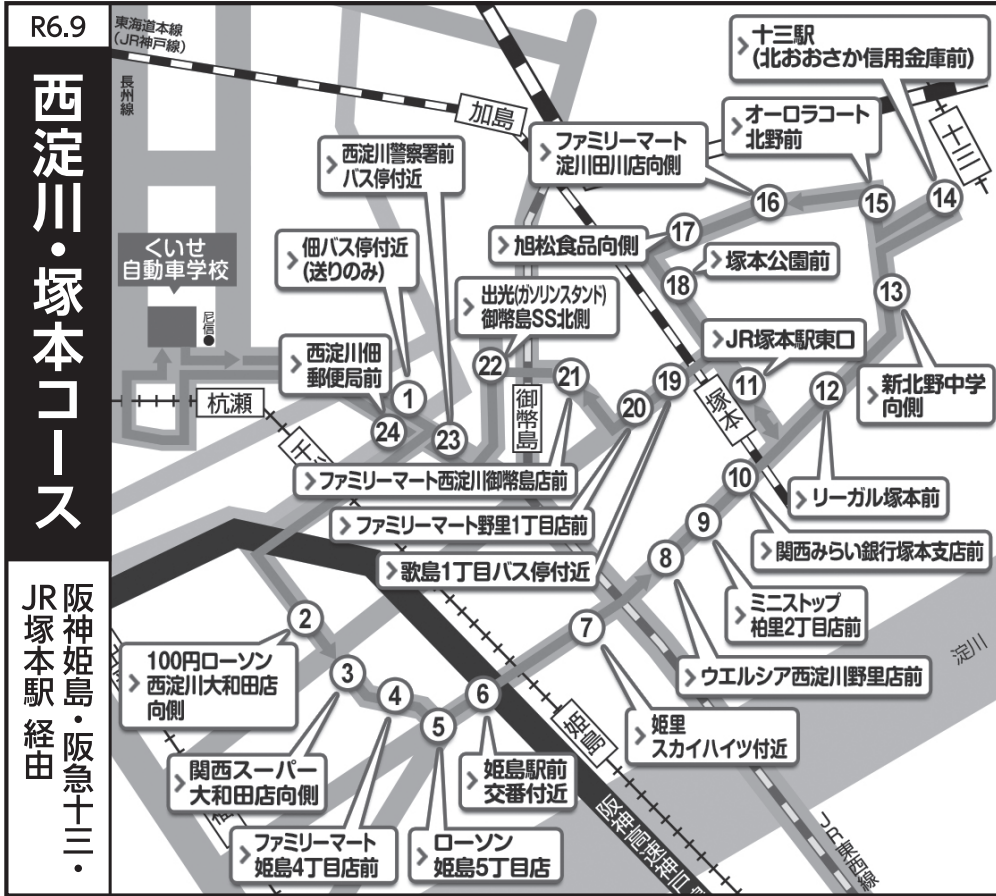 R6.9
西淀川・塚本コース
阪神姫島・阪急十三・
JR塚本駅 経由
東海道本線
(JR神戸線)
長州線
加島
十三駅
(北おおさか信用金庫前)
オーロラコート
北野前
十三
ファミリーマート
淀川田川店向側
西淀川警察署前
バス停付近
16
15
14
くいせ
自動車学校
佃バス停付近
(送りのみ)
旭松食品向側
17
塚本公園前
18
13
出光(ガソリンスタンド)
御幣島SS北側
尼信
西淀川佃
郵便局前
22
21
JR塚本駅東口
19
11
12
新北野中学
向側
杭瀬
1
24
23
御幣島
20
塚本
ファミリーマート西淀川御幣島店前
10
リーガル塚本前
ファミリーマート野里1丁目店前
9
関西みらい銀行塚本支店前
歌島1丁目バス停付近
8
ミニストップ
柏里2丁目店前
淀川
2
7
100円ローソン
西淀川大和田店
向側
3
4
5
6
ウエルシア西淀川野里店前
姫里
スカイハイツ付近
姫島
関西スーパー
大和田店向側
姫島駅前
交番付近
ファミリーマート
姫島4丁目店前
ローソン
姫島5丁目店
阪神高速神戸線
JR東西線